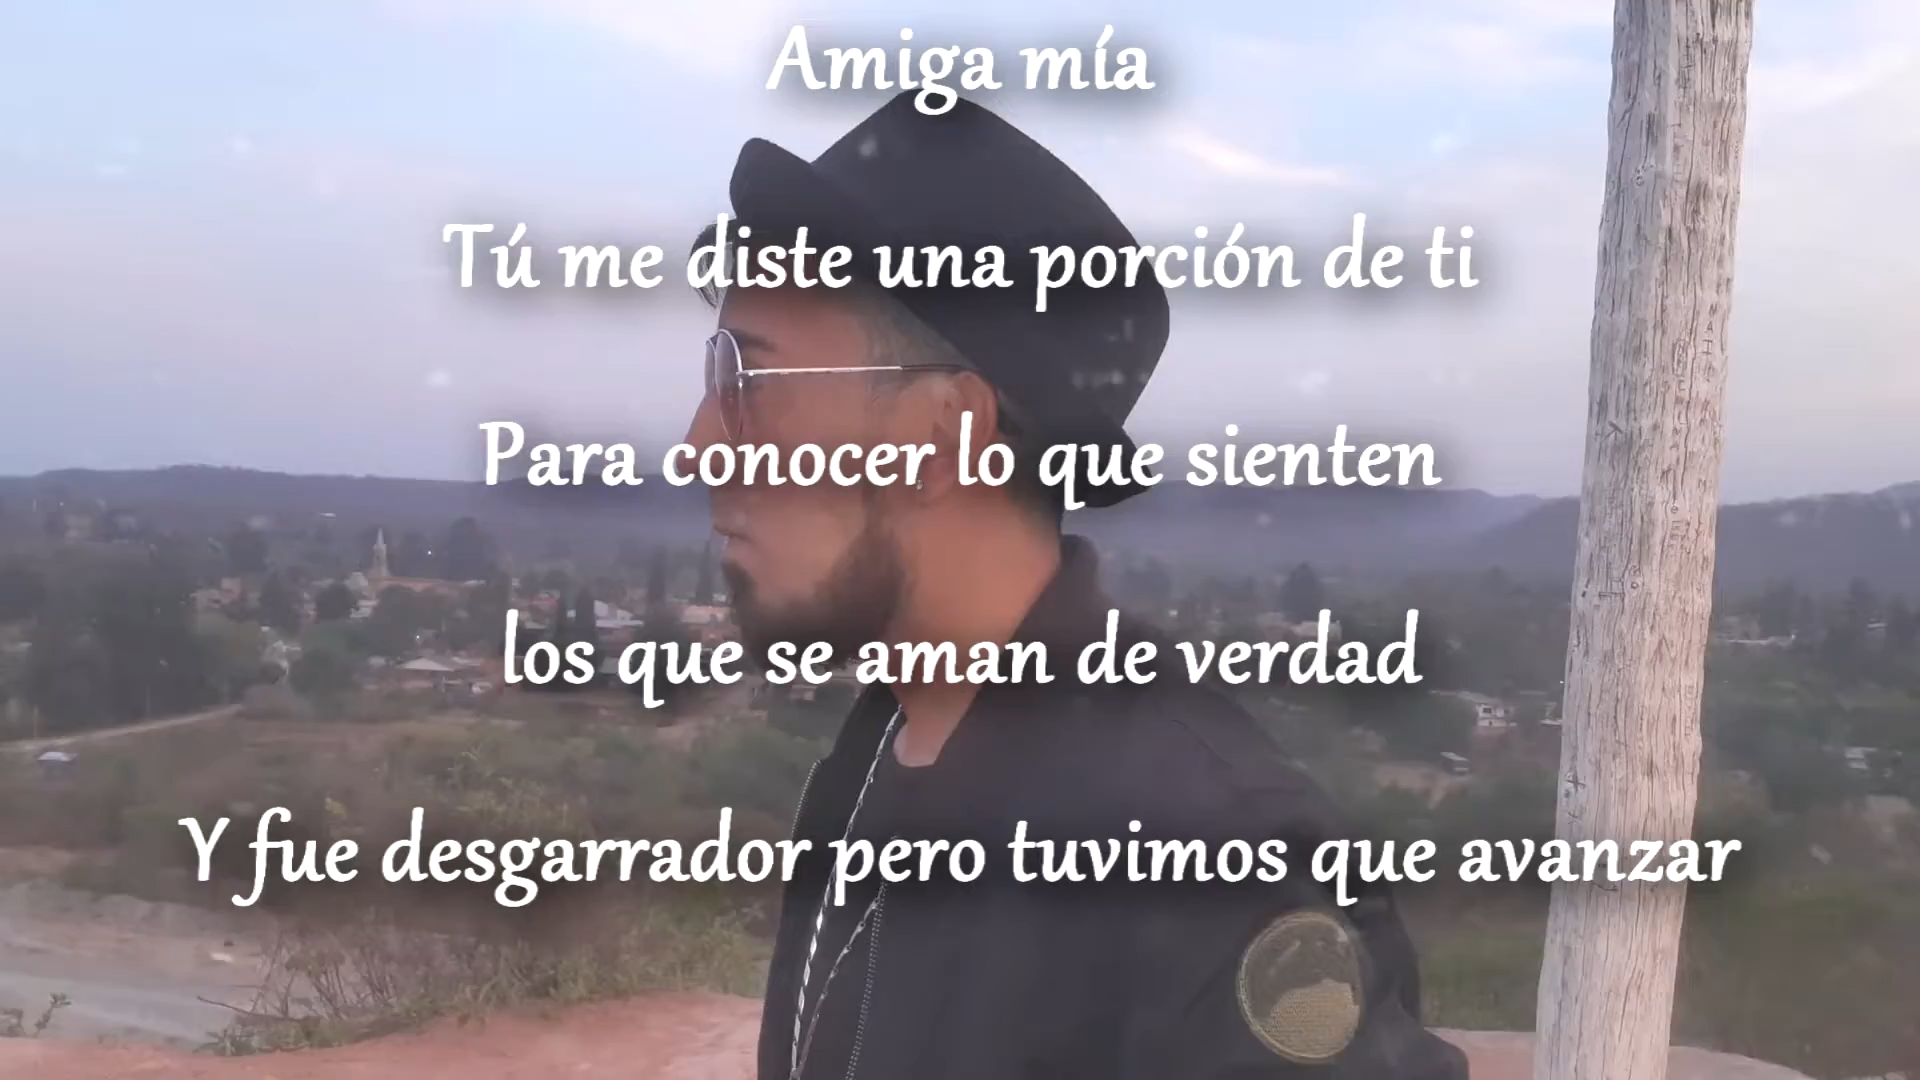 Amiga mía
Tú me diste una porción de ti
Para conocer lo que sienten
los que se aman de verdad
Y fue desgarrador pero tuvimos que avanzar